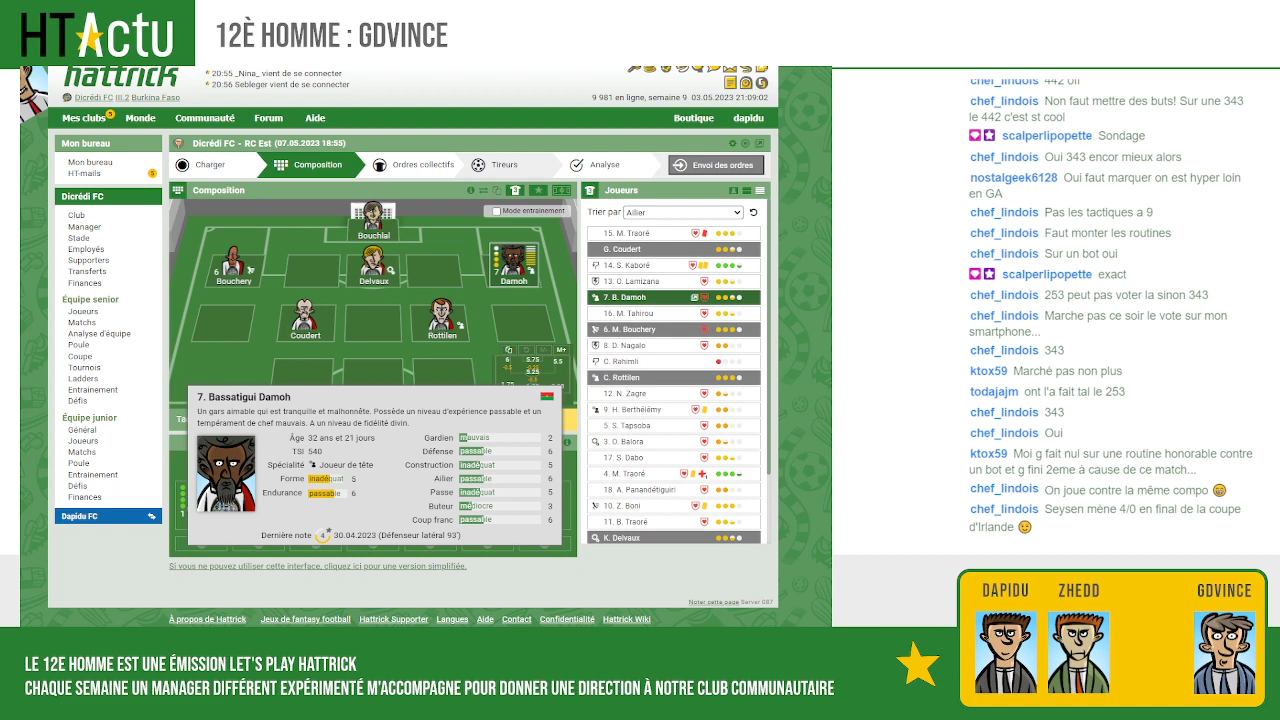 HTActu
12È HOMME : GDVINCE
hattrick
20:55 _Nina_ vient de se connecter
20:56 Sebleger vient de se connecter
Dicrédi FC III.2 Burkina Faso
9 981 en ligne, semaine 9 03.05.2023 21:09:02
Mes clubs 5 Monde Communauté Forum Aide Boutique dapidu
Mon bureau
Mon bureau
HT-mails 5
Dicrédi FC
Club
Manager
Stade
Employés
Supporters
Transferts
Finances
Équipe senior
Joueurs
Matchs
Analyse d'équipe
Poule
Coupe
Tournois
Ladders
Entrainement
Défis
Équipe junior
Général
Joueurs
Matchs
Poule
Entrainement
Défis
Finances
Dapidu FC
Dicrédi FC - RC Est (07.05.2023 18:55)
Charger Composition Ordres collectifs Tireurs Analyse Envoi des ordres
Composition
Mode entrainement
Bouchlal
6 Bouchery
Delvaux
7 Damoh
Coudert
Rottilen
M+
6 5.75 5.5
Joueurs
Trier par Ailier
15. M. Traoré
G. Coudert
14. S. Kaboré
13. O. Lamizana
7. B. Damoh
16. M. Tahirou
6. M. Bouchery
8. D. Nagalo
C. Rahimli
C. Rottilen
12. N. Zagre
9. H. Berthélémy
5. S. Tapsoba
3. O. Balora
17. S. Dabo
4. M. Traoré
18. A. Panandétiguiri
10. Z. Boni
11. B. Traoré
K. Delvaux
7. Bassatigui Damoh
Un gars aimable qui est tranquille et malhonnête. Possède un niveau d'expérience passable et un
tempérament de chef mauvais. A un niveau de fidélité divin.
Âge 32 ans et 21 jours
TSI 540
Spécialité Joueur de tête
Forme inadéquat 5
Endurance passable 6
Gardien mauvais 2
Défense passable 6
Construction inadéquat 5
Ailier passable 6
Passe inadéquat 5
Buteur médiocre 3
Coup franc passable 6
Dernière note 4 30.04.2023 (Défenseur latéral 93')
Si vous ne pouvez utiliser cette interface, cliquez ici pour une version simplifiée.
Noter cette page Server 087
À propos de Hattrick Jeux de fantasy football Hattrick Supporter Langues Aide Contact Confidentialité Hattrick Wiki
chef_lindois 442 off
chef_lindois Non faut mettre des buts! Sur une 343
le 442 c'est st cool
scalperlipopette Sondage
chef_lindois Oui 343 encor mieux alors
nostalgeek6128 Oui faut marquer on est hyper loin
en GA
chef_lindois Pas les tactiques a 9
chef_lindois Faut monter les routines
chef_lindois Sur un bot oui
scalperlipopette exact
chef_lindois 253 peut pas voter la sinon 343
chef_lindois Marche pas ce soir le vote sur mon
smartphone...
chef_lindois 343
ktox59 Marché pas non plus
todajajm ont l'a fait tal le 253
chef_lindois 343
chef_lindois Oui
ktox59 Moi g fait nul sur une routine honorable contre
un bot et g fini 2eme à cause de ce match...
chef_lindois On joue contre la même compo
chef_lindois Seysen mène 4/0 en final de la coupe
d'Irlande
DAPIDU ZHEDD GDVINCE
LE 12E HOMME EST UNE ÉMISSION LET'S PLAY HATTRICK
CHAQUE SEMAINE UN MANAGER DIFFÉRENT EXPÉRIMENTÉ M'ACCOMPAGNE POUR DONNER UNE DIRECTION À NOTRE CLUB COMMUNAUTAIRE